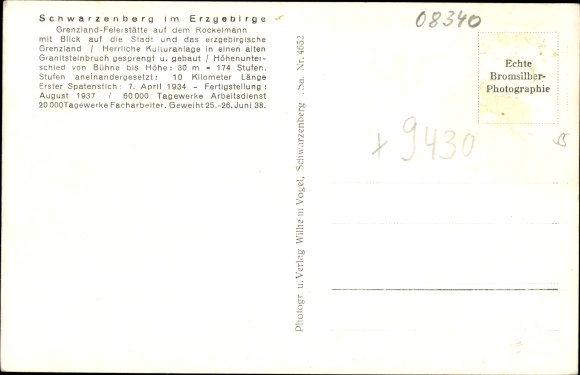 Schwarzenberg im Erzgebirge
Grenzland-Feierstätte auf dem Rockelmann
mit Blick auf die Stadt und das erzgebirgische
Grenzland / Herrliche Kulturanlage in einen alten
Granitsteinbruch gesprengt u. gebaut / Höhenunter-
schied von Bühne bis Höhe: 30 m = 174 Stufen.
Stufen aneinandergesetzt: 10 Kilometer Länge
Erster Spatenstich: 7. April 1934 - Fertigstellung:
August 1937 / 60000 Tagewerke Arbeitsdienst
20000 Tagewerke Facharbeiter. Geweiht 25.-26. Juni 38.
Photogr u. Verlag Wilhelm Vogel, Schwarzenberg . Sa. Nr. 4652
08340
Echte
Bromsilber-
Photographie
+ 9430